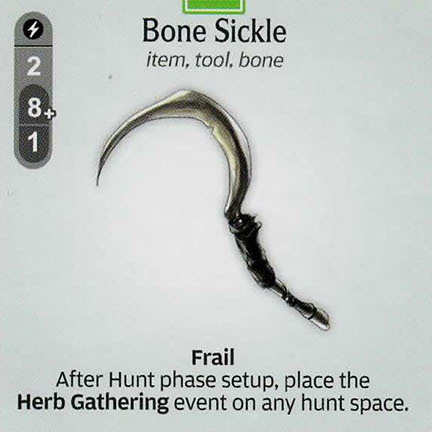 Bone Sickle
item, tool, bone
2
8+
1
Frail
After Hunt phase setup, place the
Herb Gathering event on any hunt space.